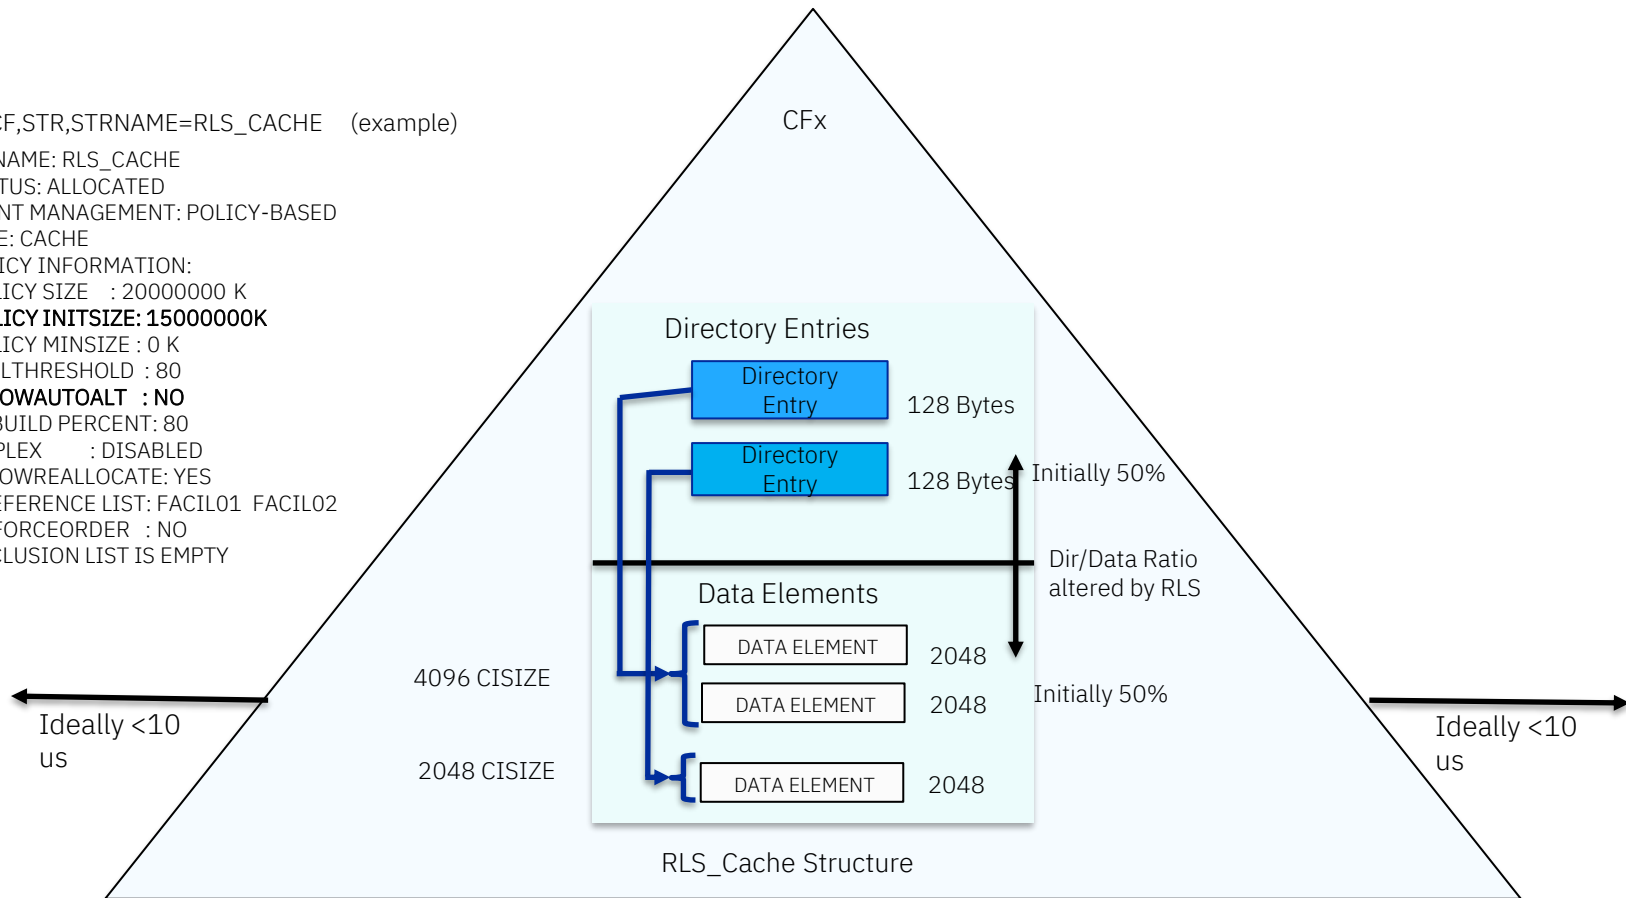 CF,STR,STRNAME=RLS_CACHE (example)
NAME: RLS_CACHE
TUS: ALLOCATED
NT MANAGEMENT: POLICY-BASED
E: CACHE
ICY INFORMATION:
LICY SIZE : 20000000 K
LICY INITSIZE: 15000000K
LICY MINSIZE : 0 K
LLTHRESHOLD : 80
OWAUTOALT : NO
BUILD PERCENT: 80
PLEX : DISABLED
OWREALLOCATE: YES
EFERENCE LIST: FACIL01 FACIL02
FORCEORDER : NO
CLUSION LIST IS EMPTY
CFx
Directory Entries
Directory
Entry
128 Bytes
Directory
Entry
128 Bytes
Initially 50%
Dir/Data Ratio
altered by RLS
Data Elements
DATA ELEMENT
2048
4096 CISIZE
DATA ELEMENT
2048
Initially 50%
2048 CISIZE
DATA ELEMENT
2048
Ideally <10
us
Ideally <10
us
RLS_Cache Structure